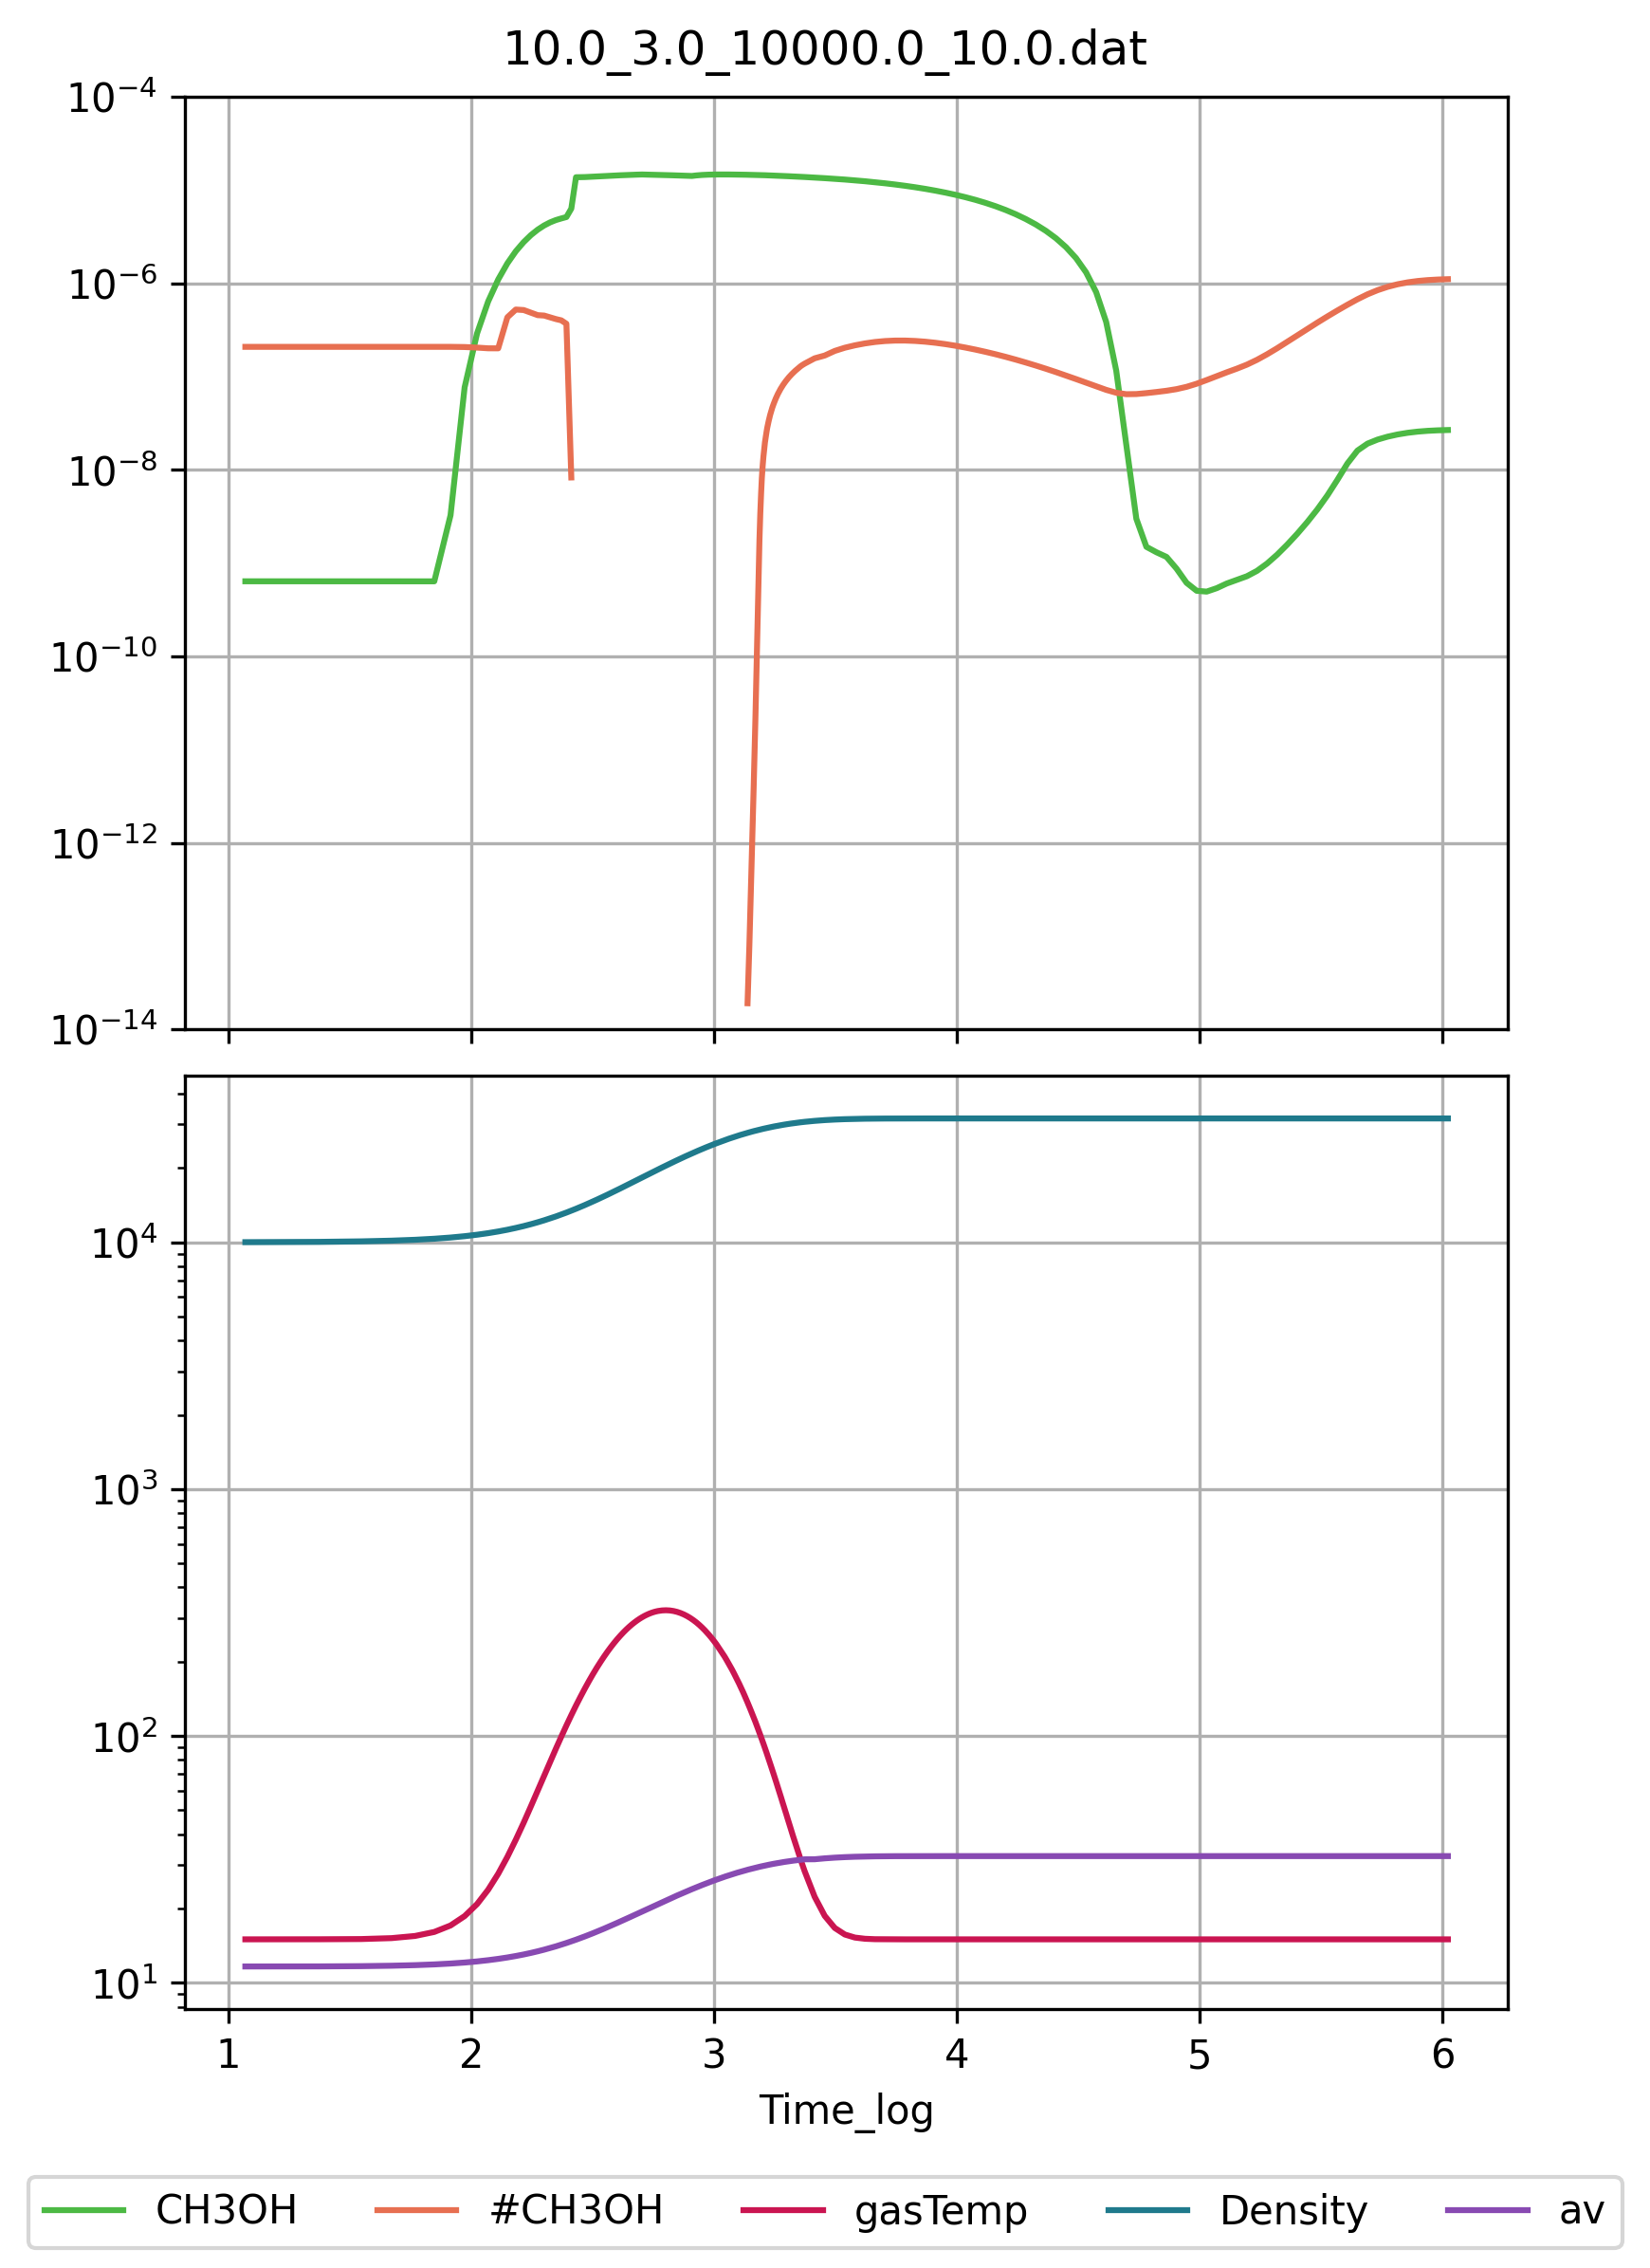 10.0_3.0_10000.0_10.0.dat
10⁻⁴
10⁻⁶
10⁻⁸
10⁻¹⁰
10⁻¹²
10⁻¹⁴
10⁴
10³
10²
10¹
1 2 3 4 5 6
Time_log
CH3OH #CH3OH gasTemp Density av